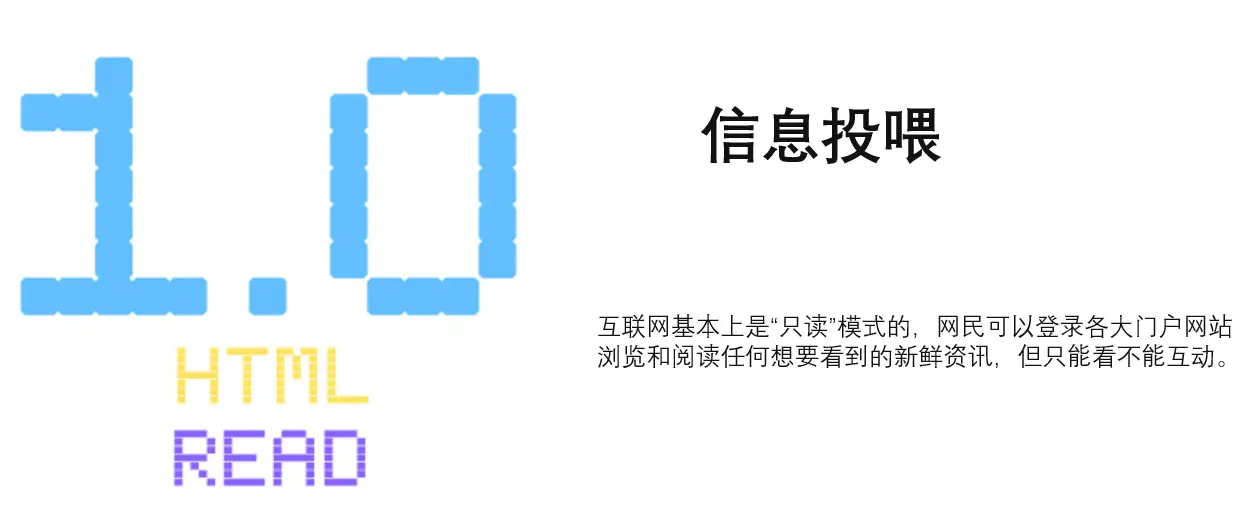 1.0
HTML
READ
信息投喂
互联网基本上是“只读”模式的，网民可以登录各大门户网站
浏览和阅读任何想要看到的新鲜资讯，但只能看不能互动。